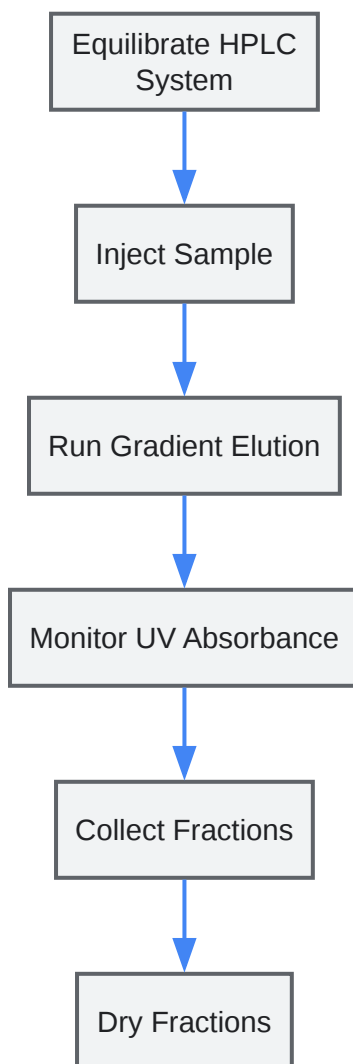 Equilibrate HPLC
System
Inject Sample
Run Gradient Elution
Monitor UV Absorbance
Collect Fractions
Dry Fractions